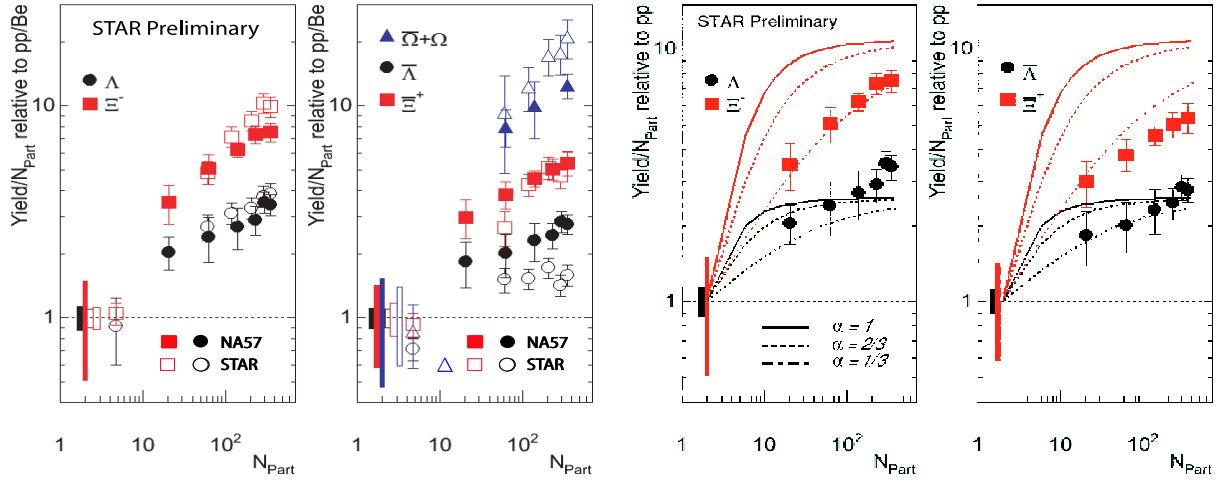 Yield/N_Part relative to pp/Be
STAR Preliminary
Λ
Ξ⁻
10
1
NA57
STAR
1
10
10²
N_Part
Yield/N_Part relative to pp/Be
Ω̅+Ω
Λ̅
Ξ̅⁺
10
1
NA57
STAR
1
10
10²
N_Part
Yield/N_Part relative to pp
STAR Preliminary
10
Λ
Ξ⁻
1
α = 1
α = 2/3
α = 1/3
1
10
10²
N_Part
Yield/N_Part relative to pp
10
Λ̅
Ξ̅⁺
1
1
10
10²
N_Part